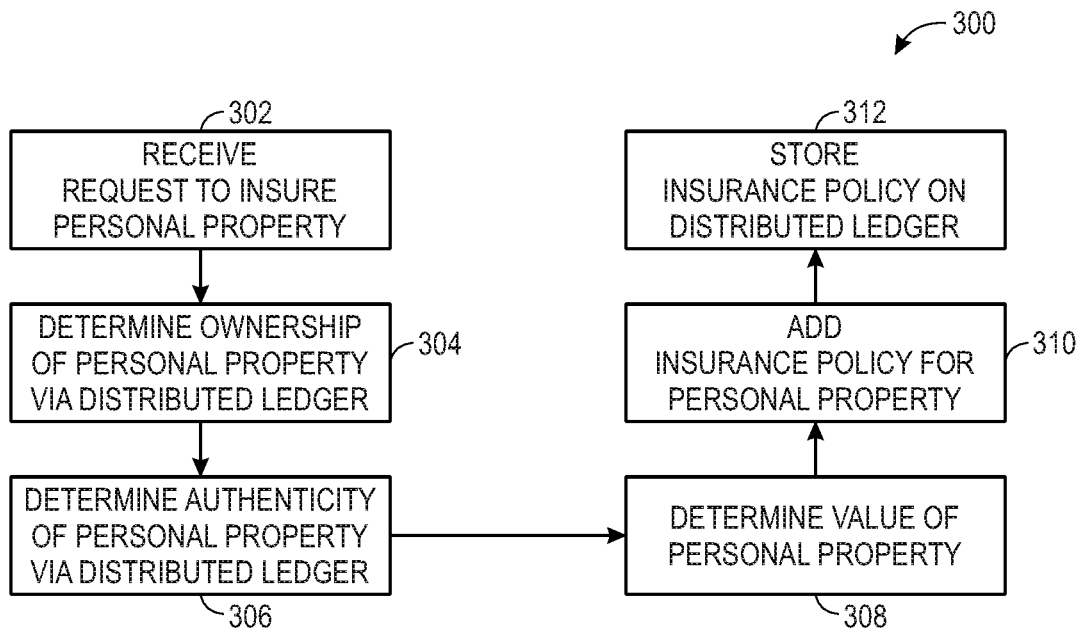 300
302
RECEIVE
REQUEST TO INSURE
PERSONAL PROPERTY
DETERMINE OWNERSHIP
OF PERSONAL PROPERTY
VIA DISTRIBUTED LEDGER
304
DETERMINE AUTHENTICITY
OF PERSONAL PROPERTY
VIA DISTRIBUTED LEDGER
306
DETERMINE VALUE OF
PERSONAL PROPERTY
308
ADD
INSURANCE POLICY FOR
PERSONAL PROPERTY
310
312
STORE
INSURANCE POLICY ON
DISTRIBUTED LEDGER